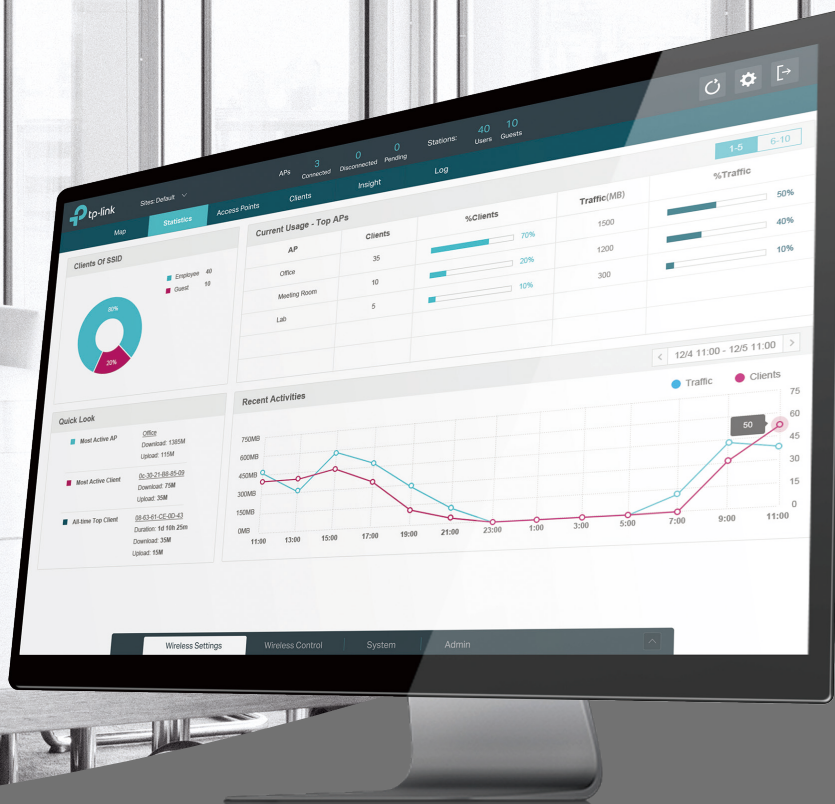 tp-link
Sites: Default
APs
3
Connected
0
Disconnected
0
Pending
Stations:
40
Users
10
Guests
Map
Statistics
Access Points
Clients
Insight
Log
Clients Of SSID
Employee 40
Guest 10
80%
20%
Current Usage - Top APs
1-5
6-10
AP Clients %Clients Traffic(MB) %Traffic
Office 35 70% 1500 50%
Meeting Room 10 20% 1200 40%
Lab 5 10% 300 10%
Quick Look
Most Active AP
Office
Download: 1385M
Upload: 115M
Most Active Client
0c-30-21-B8-85-09
Download: 75M
Upload: 35M
All-time Top Client
08-63-61-CE-0D-43
Duration: 1d 10h 25m
Download: 35M
Upload: 15M
Recent Activities
< 12/4 11:00 - 12/5 11:00 >
Traffic
Clients
750MB
600MB
450MB
300MB
150MB
0MB
50
75
60
45
30
15
0
11:00 13:00 15:00 17:00 19:00 21:00 23:00 1:00 3:00 5:00 7:00 9:00 11:00
Wireless Settings
Wireless Control
System
Admin